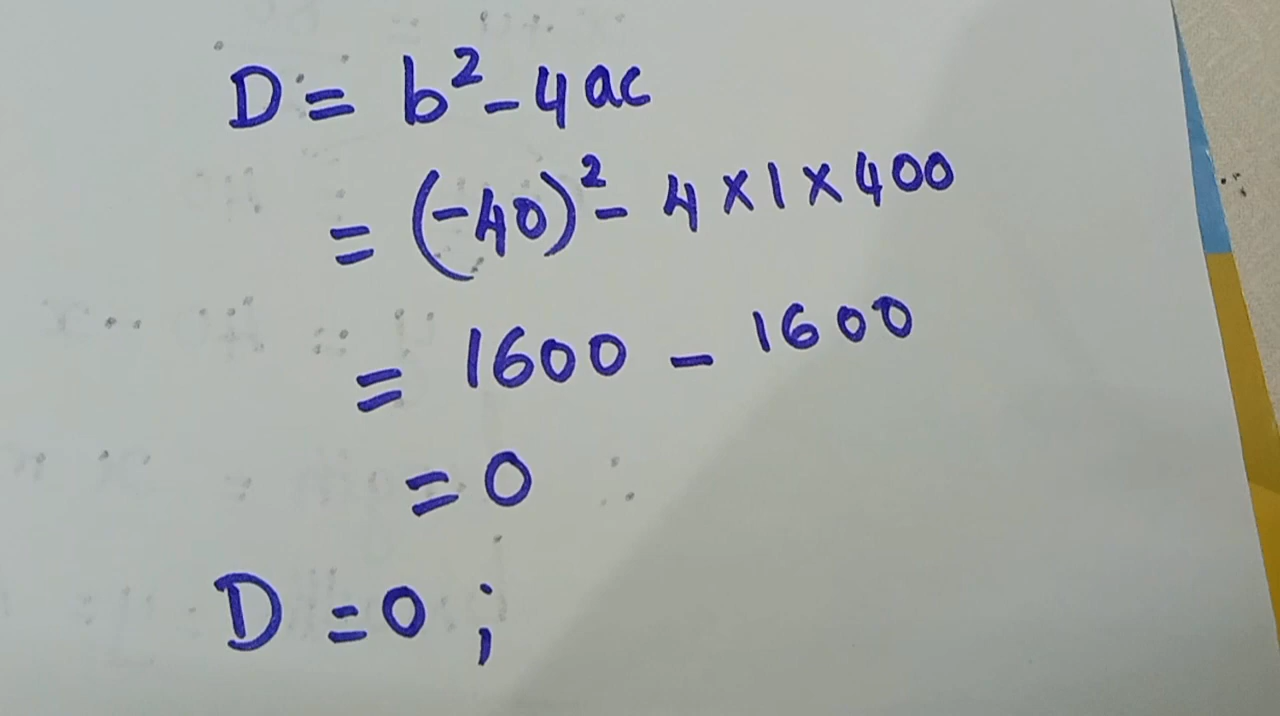 D = b² - 4ac
= (-40)² - 4 × 1 × 400
= 1600 - 1600
= 0
D = 0 ;